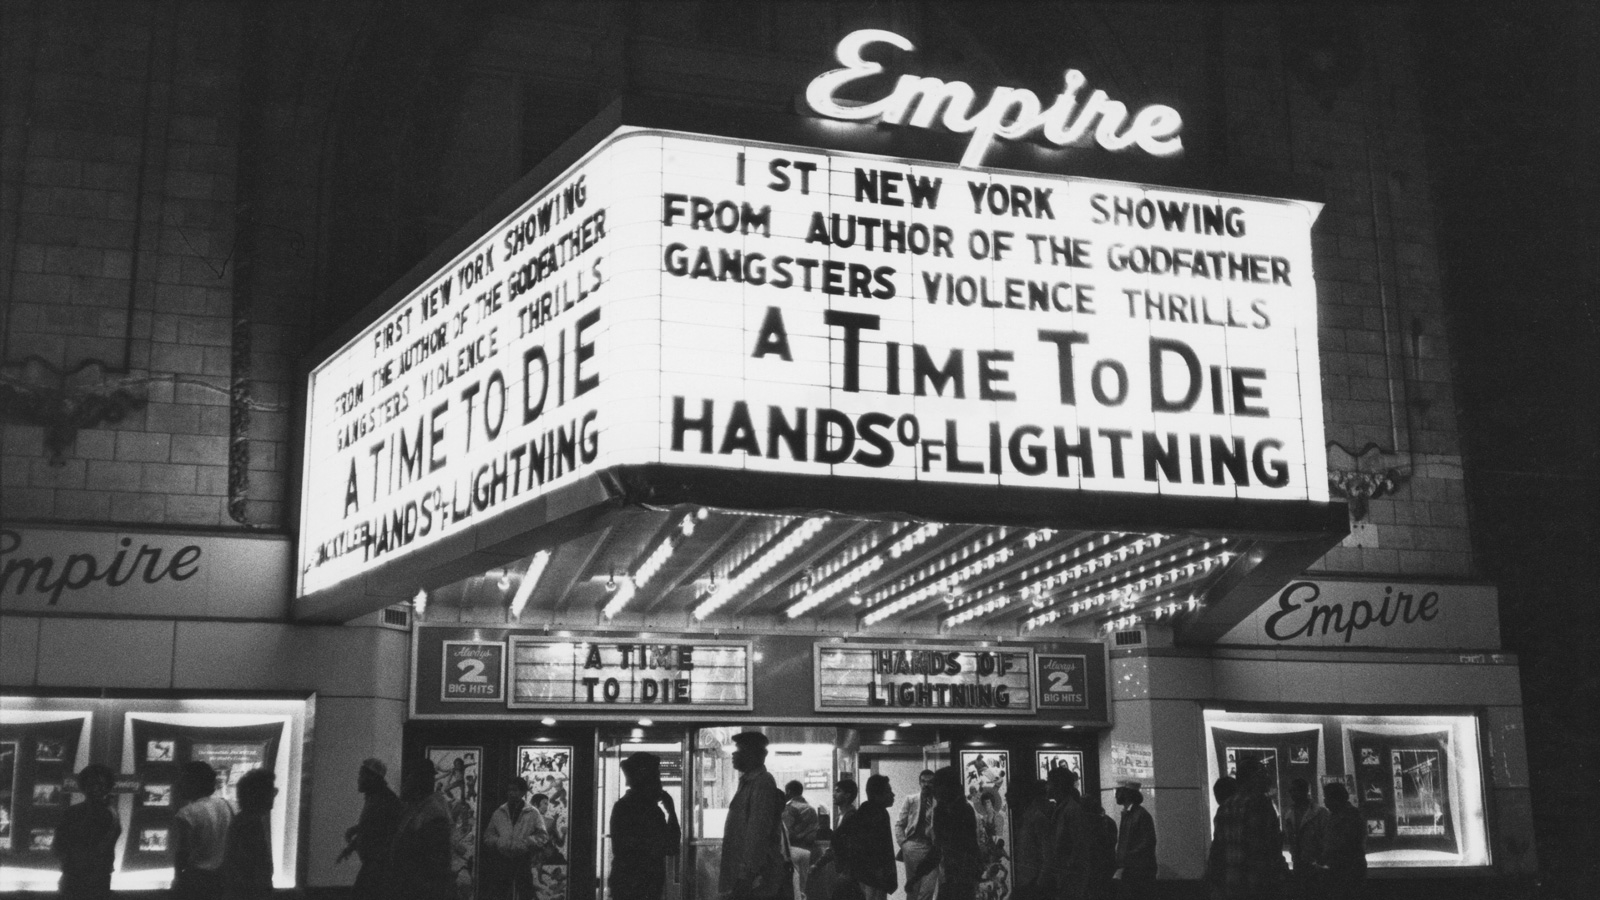 Empire
FIRST NEW YORK SHOWING
FROM THE AUTHOR OF THE GODFATHER
GANGSTERS VIOLENCE THRILLS
A TIME TO DIE
HANDS OF LIGHTNING
1 ST NEW YORK SHOWING
FROM AUTHOR OF THE GODFATHER
GANGSTERS VIOLENCE THRILLS
A TIME TO DIE
HANDS OF LIGHTNING
Empire
Empire
Always
2
BIG HITS
A TIME
TO DIE
HANDS OF
LIGHTNING
Always
2
BIG HITS